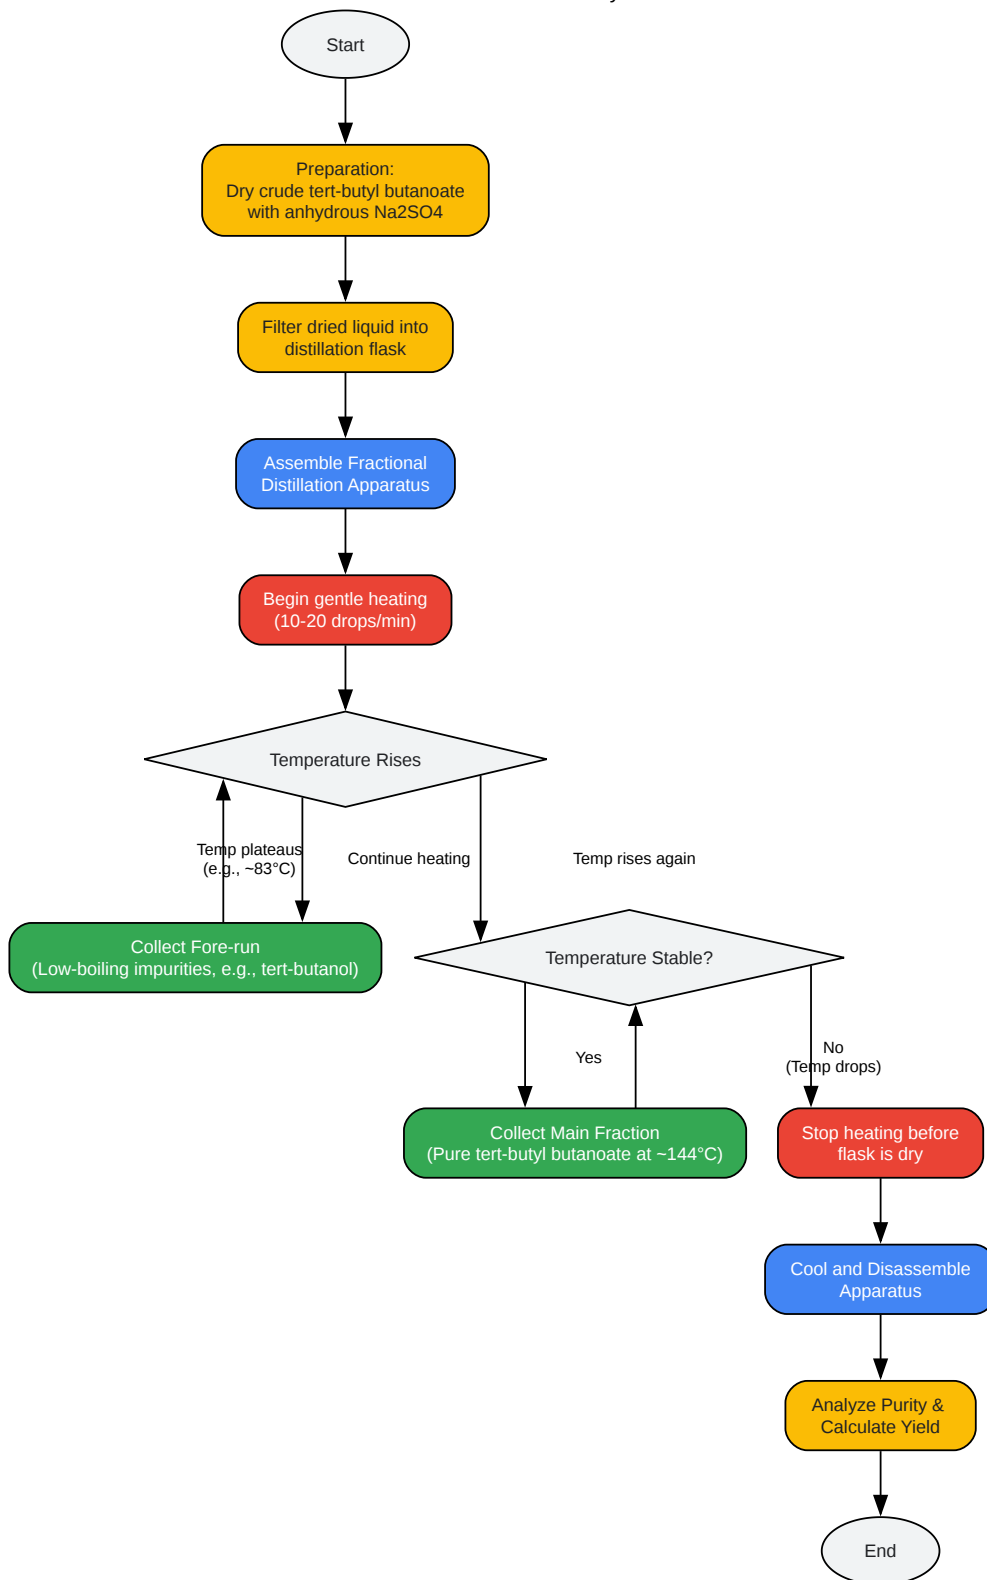 Start
Preparation:
Dry crude tert-butyl butanoate
with anhydrous Na2SO4
Filter dried liquid into
distillation flask
Assemble Fractional
Distillation Apparatus
Begin gentle heating
(10-20 drops/min)
Temperature Rises
Temp plateaus
(e.g., ~83°C)
Continue heating
Temp rises again
Collect Fore-run
(Low-boiling impurities, e.g., tert-butanol)
Temperature Stable?
Yes
No
(Temp drops)
Collect Main Fraction
(Pure tert-butyl butanoate at ~144°C)
Stop heating before
flask is dry
Cool and Disassemble
Apparatus
Analyze Purity &
Calculate Yield
End